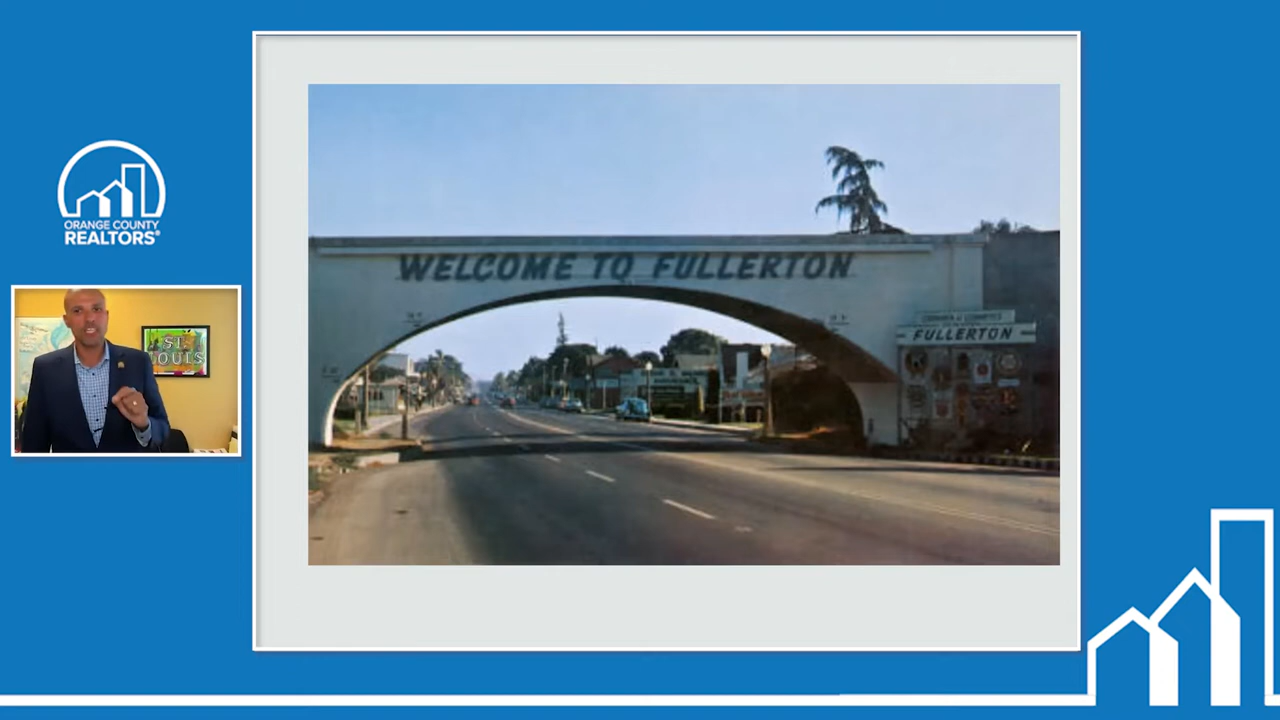 ORANGE COUNTY
REALTORS®
ST.
LOUIS
WELCOME TO FULLERTON
FULLERTON